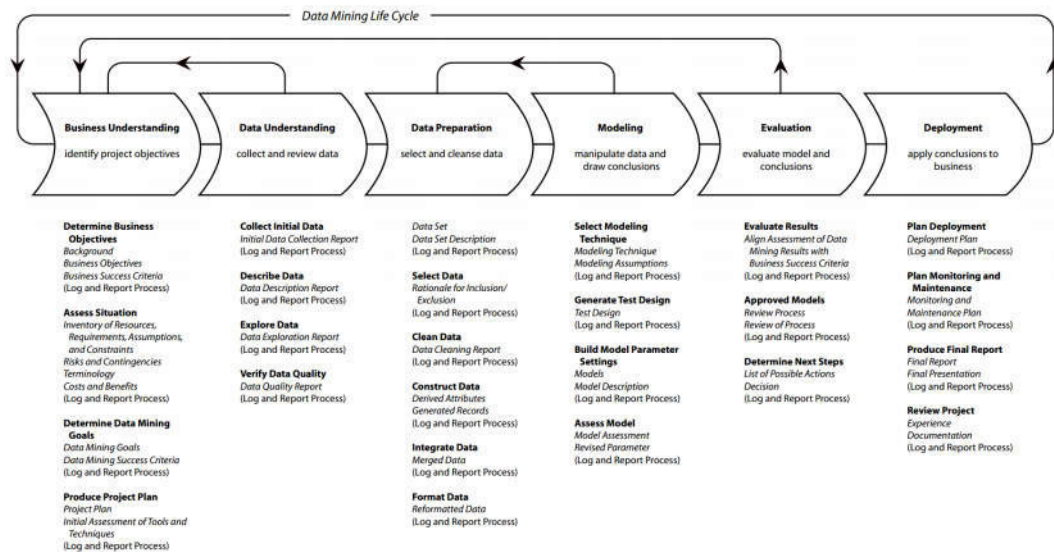 Data Mining Life Cycle
Business Understanding
identify project objectives
Data Understanding
collect and review data
Data Preparation
select and cleanse data
Modeling
manipulate data and
draw conclusions
Evaluation
evaluate model and
conclusions
Deployment
apply conclusions to
business
Determine Business
Objectives
Background
Business Objectives
Business Success Criteria
(Log and Report Process)
Assess Situation
Inventory of Resources,
Requirements, Assumptions,
and Constraints
Risks and Contingencies
Terminology
Costs and Benefits
(Log and Report Process)
Determine Data Mining
Goals
Data Mining Goals
Data Mining Success Criteria
(Log and Report Process)
Produce Project Plan
Project Plan
Initial Assessment of Tools and
Techniques
(Log and Report Process)
Collect Initial Data
Initial Data Collection Report
(Log and Report Process)
Describe Data
Data Description Report
(Log and Report Process)
Explore Data
Data Exploration Report
(Log and Report Process)
Verify Data Quality
Data Quality Report
(Log and Report Process)
Data Set
Data Set Description
(Log and Report Process)
Select Data
Rationale for Inclusion/
Exclusion
(Log and Report Process)
Clean Data
Data Cleaning Report
(Log and Report Process)
Construct Data
Derived Attributes
Generated Records
(Log and Report Process)
Integrate Data
Merged Data
(Log and Report Process)
Format Data
Reformatted Data
(Log and Report Process)
Select Modeling
Technique
Modeling Technique
Modeling Assumptions
(Log and Report Process)
Generate Test Design
Test Design
(Log and Report Process)
Build Model Parameter
Settings
Models
Model Description
(Log and Report Process)
Assess Model
Model Assessment
Revised Parameter
(Log and Report Process)
Evaluate Results
Align Assessment of Data
Mining Results with
Business Success Criteria
(Log and Report Process)
Approved Models
Review Process
Review of Process
(Log and Report Process)
Determine Next Steps
List of Possible Actions
Decision
(Log and Report Process)
Plan Deployment
Deployment Plan
(Log and Report Process)
Plan Monitoring and
Maintenance
Monitoring and
Maintenance Plan
(Log and Report Process)
Produce Final Report
Final Report
Final Presentation
(Log and Report Process)
Review Project
Experience
Documentation
(Log and Report Process)